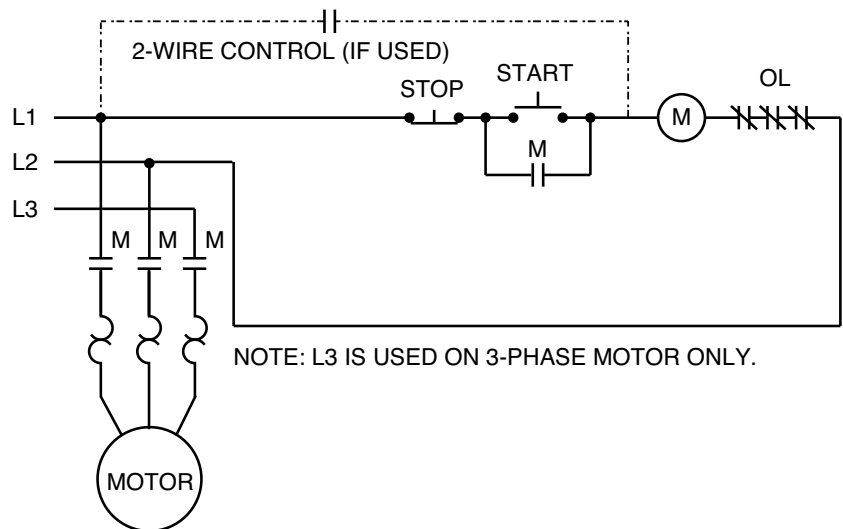 2-WIRE CONTROL (IF USED)
STOP
START
OL
L1
M
M
L2
L3
M
M
M
NOTE: L3 IS USED ON 3-PHASE MOTOR ONLY.
MOTOR